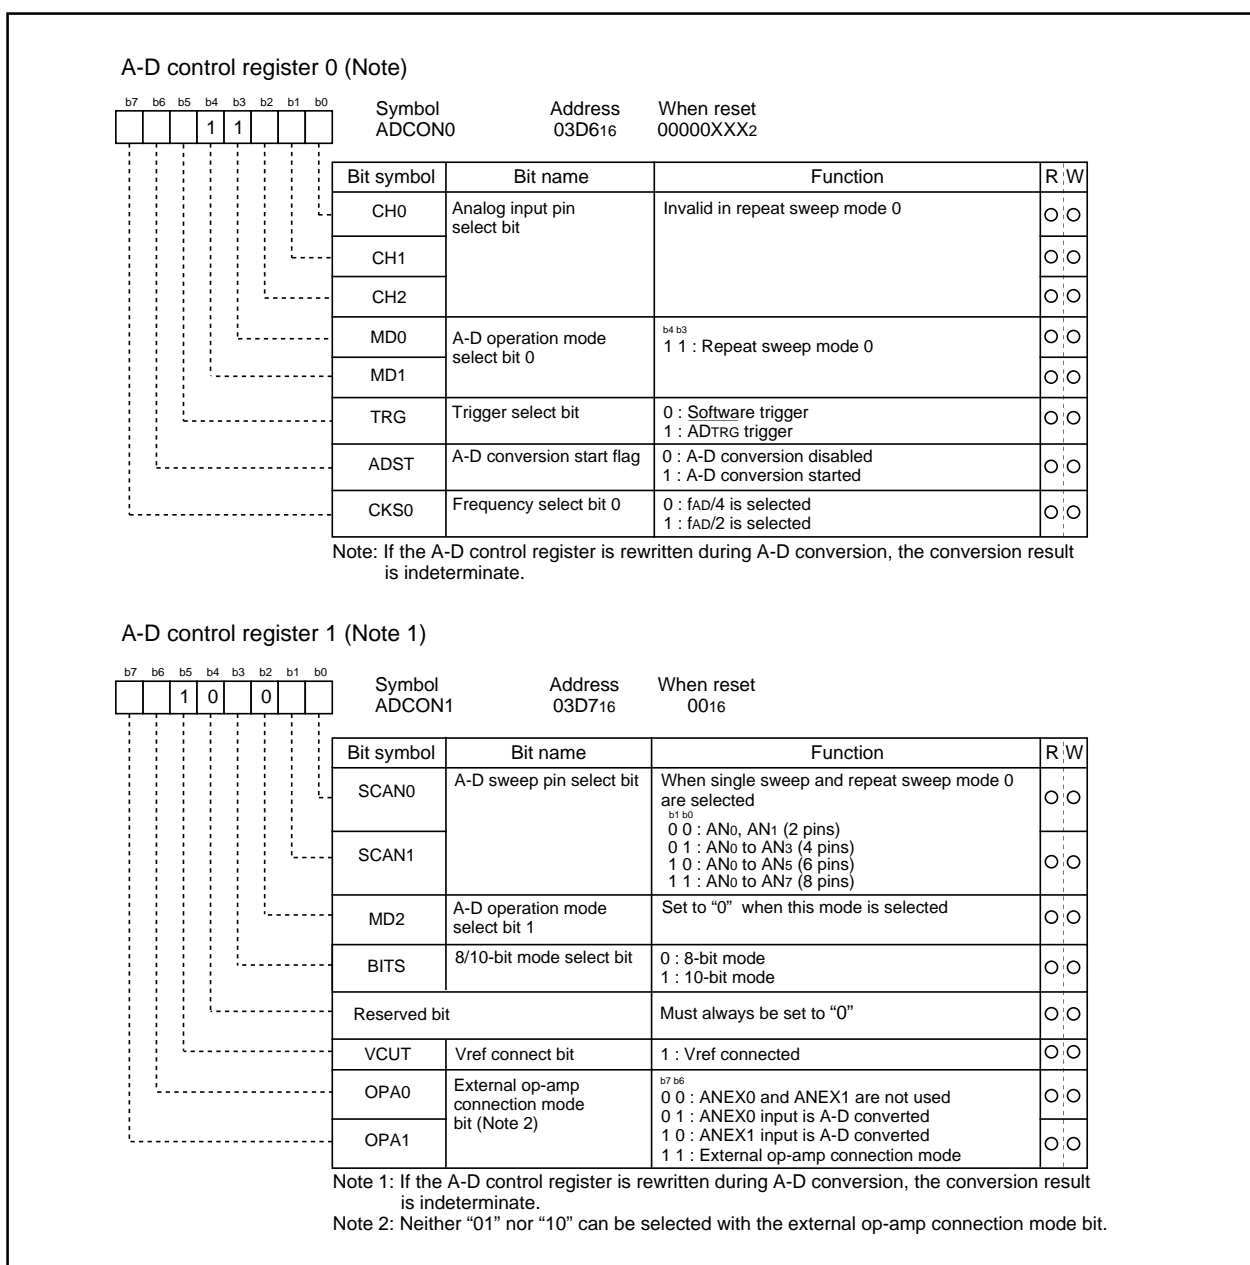 A-D control register 0 (Note)
b7 b6 b5 b4 b3 b2 b1 b0
1 1
Symbol Address When reset
ADCON0 03D616 00000XXX2
Bit symbol Bit name Function R W
CH0 Analog input pin select bit Invalid in repeat sweep mode 0
CH1
CH2
MD0 A-D operation mode select bit 0 b4 b3
1 1 : Repeat sweep mode 0
MD1
TRG Trigger select bit 0 : Software trigger
1 : ADTRG trigger
ADST A-D conversion start flag 0 : A-D conversion disabled
1 : A-D conversion started
CKS0 Frequency select bit 0 0 : fAD/4 is selected
1 : fAD/2 is selected
Note: If the A-D control register is rewritten during A-D conversion, the conversion result
is indeterminate.
A-D control register 1 (Note 1)
b7 b6 b5 b4 b3 b2 b1 b0
1 0 0
Symbol Address When reset
ADCON1 03D716 0016
Bit symbol Bit name Function R W
SCAN0 A-D sweep pin select bit When single sweep and repeat sweep mode 0
are selected
b1 b0
0 0 : AN0, AN1 (2 pins)
0 1 : AN0 to AN3 (4 pins)
SCAN1
1 0 : AN0 to AN5 (6 pins)
1 1 : AN0 to AN7 (8 pins)
MD2 A-D operation mode select bit 1 Set to “0” when this mode is selected
BITS 8/10-bit mode select bit 0 : 8-bit mode
1 : 10-bit mode
Reserved bit Must always be set to “0”
VCUT Vref connect bit 1 : Vref connected
OPA0 External op-amp connection mode bit (Note 2) b7 b6
0 0 : ANEX0 and ANEX1 are not used
0 1 : ANEX0 input is A-D converted
OPA1 1 0 : ANEX1 input is A-D converted
1 1 : External op-amp connection mode
Note 1: If the A-D control register is rewritten during A-D conversion, the conversion result
is indeterminate.
Note 2: Neither “01” nor “10” can be selected with the external op-amp connection mode bit.